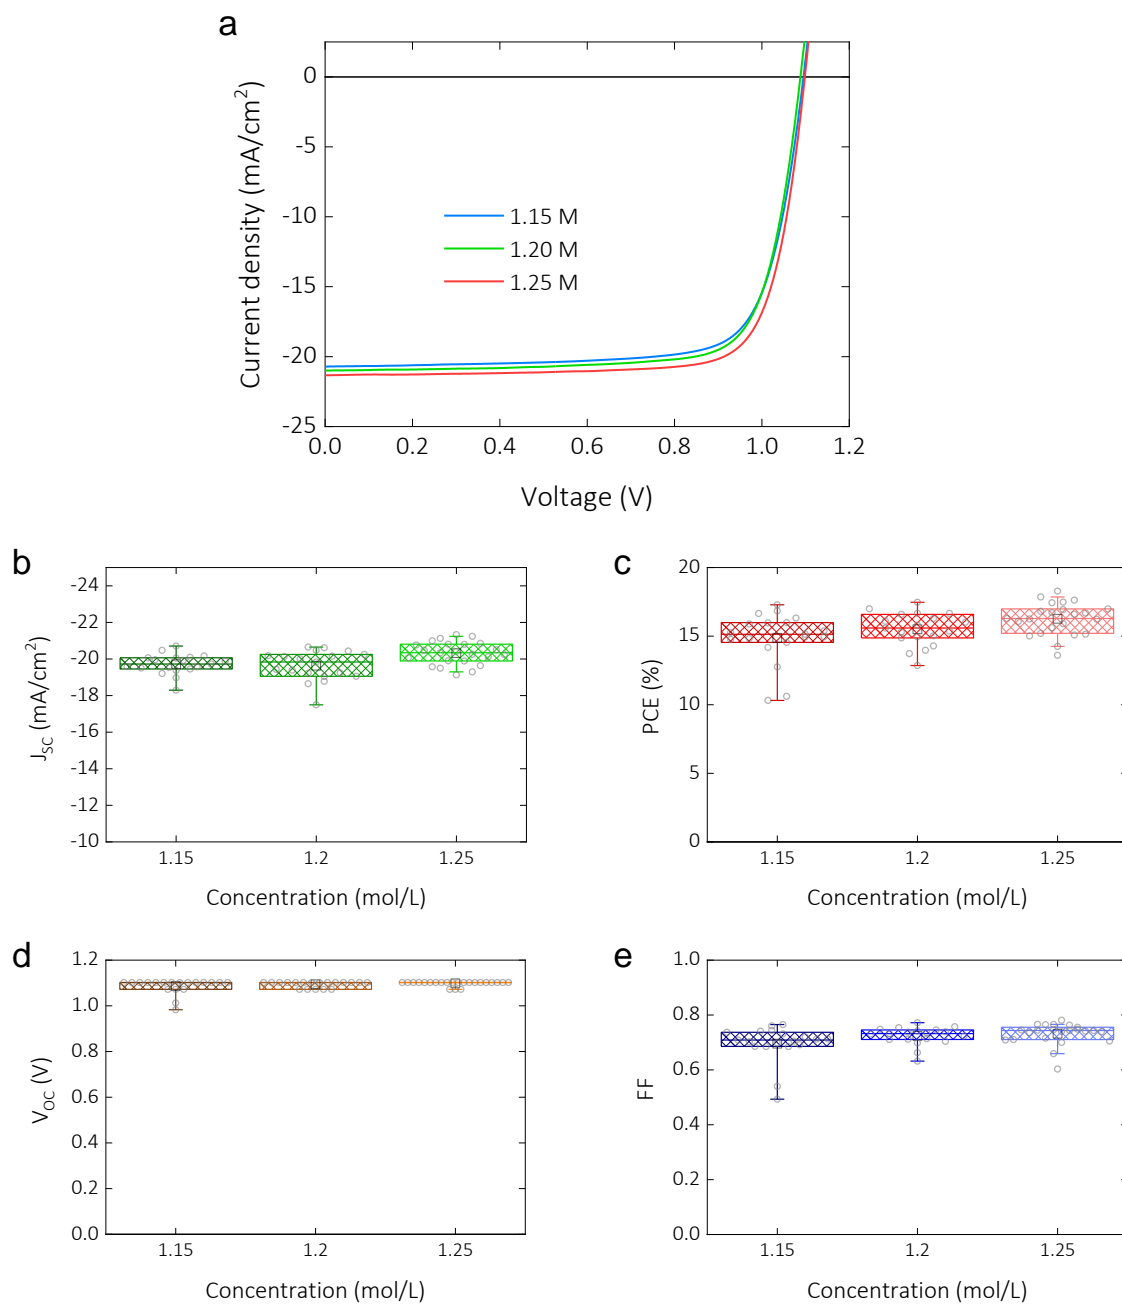 a
Current density (mA/cm²)
0
-5
-10
-15
-20
-25
1.15 M
1.20 M
1.25 M
0.0 0.2 0.4 0.6 0.8 1.0 1.2
Voltage (V)
b
J_SC (mA/cm²)
-24
-22
-20
-18
-16
-14
-12
-10
1.15 1.2 1.25
Concentration (mol/L)
c
PCE (%)
20
15
10
5
0
1.15 1.2 1.25
Concentration (mol/L)
d
V_OC (V)
1.2
1.0
0.8
0.6
0.4
0.2
0.0
1.15 1.2 1.25
Concentration (mol/L)
e
FF
1.0
0.8
0.6
0.4
0.2
0.0
1.15 1.2 1.25
Concentration (mol/L)